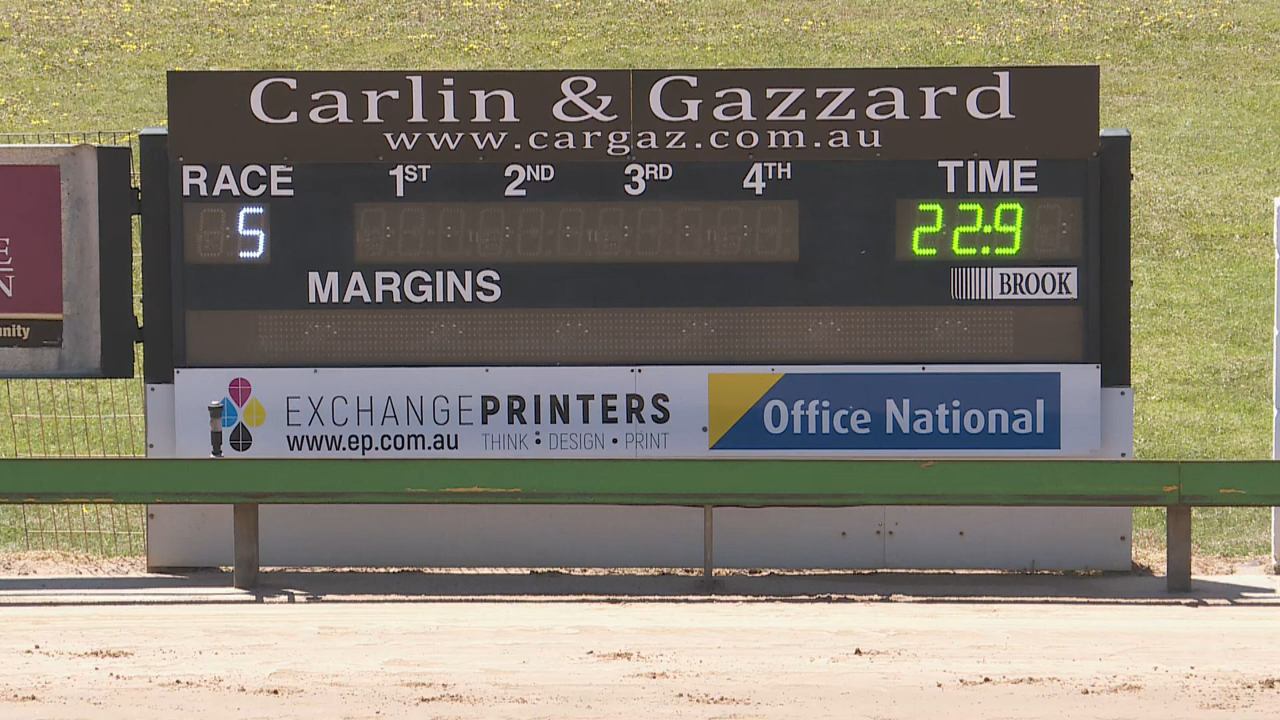 Carlin & Gazzard
www.cargaz.com.au
RACE 1ST 2ND 3RD 4TH TIME
5 22:9
MARGINS
BROOK
E
N
nity
EXCHANGEPRINTERS
www.ep.com.au THINK • DESIGN • PRINT
Office National